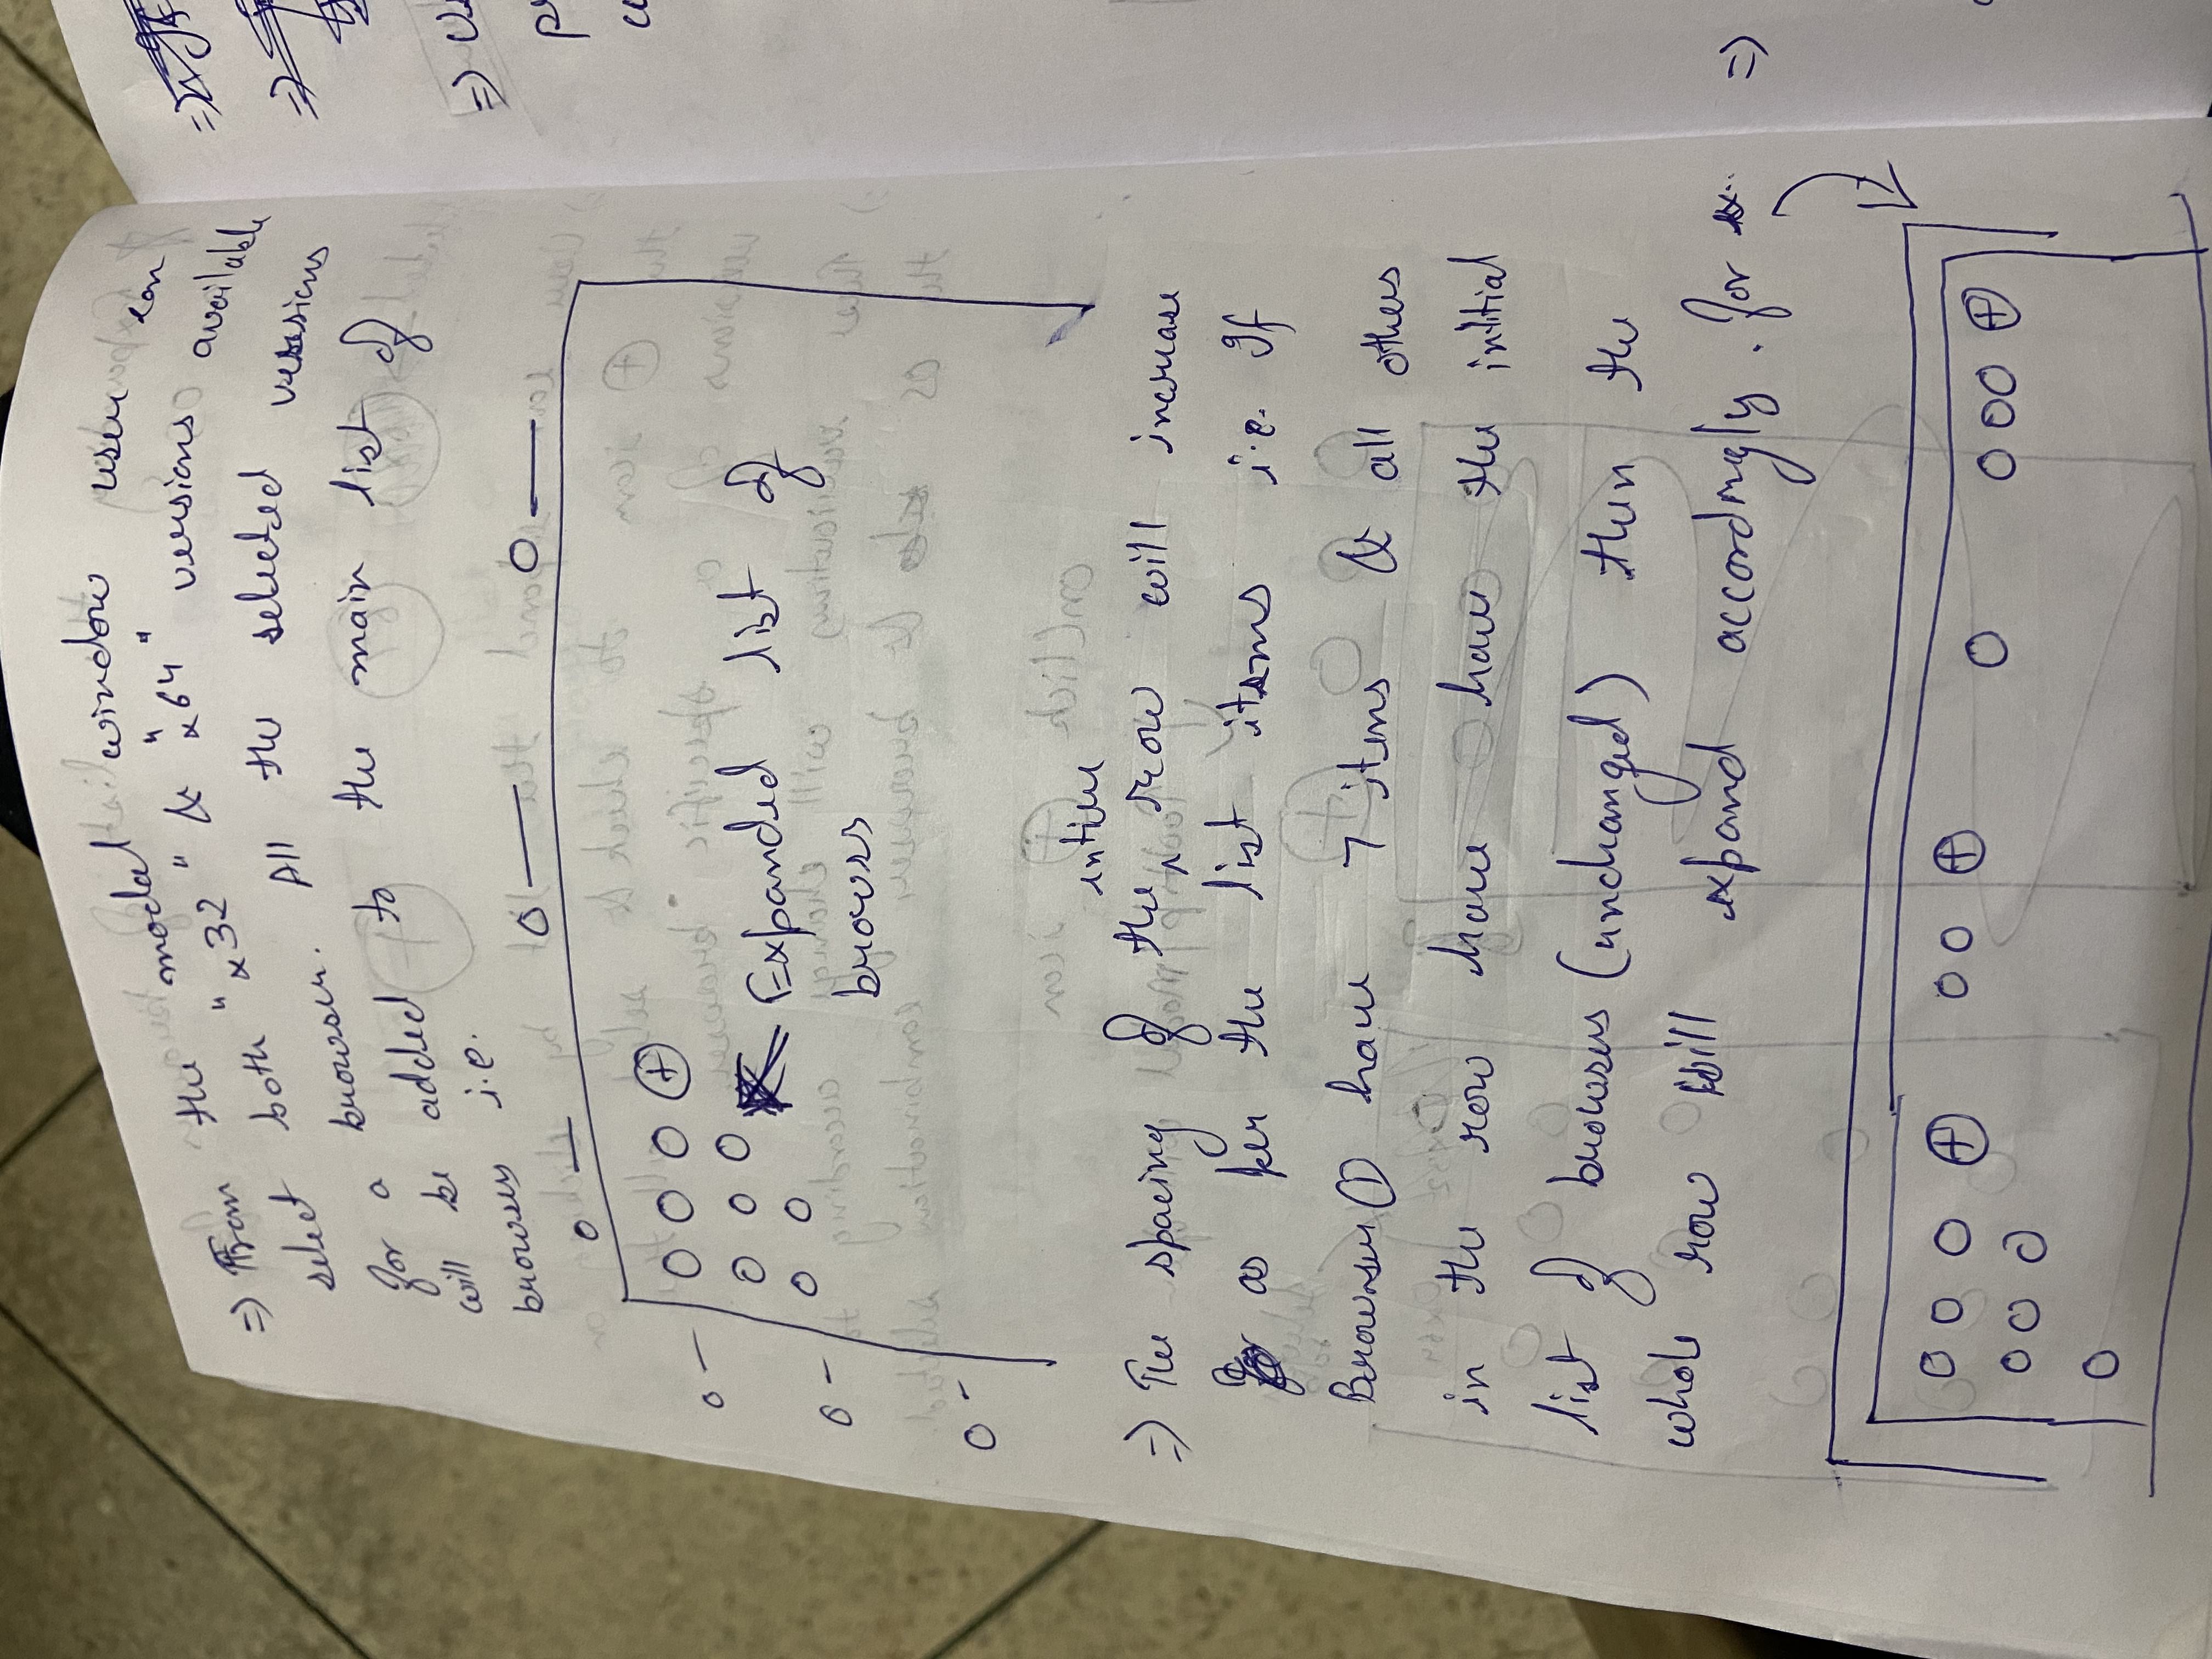 =) From the modal window user can
select both "x32" & "x64" versions available
for a browser. All the selected versions
will be added to the main list of
browsers i.e.
Expanded list of
browsers
=) The spacing of the entire row will increase
as per the list items i.e. If
Browser ① have 7 items & all others
in the row have have the initial
list of browsers (unchanged) then the
whole row will expand accordingly. for ex..
=)
=)
=) Us
=)